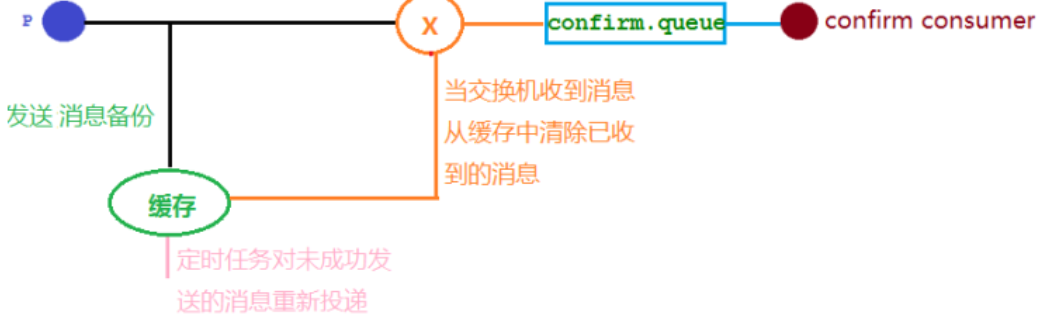 P
X
confirm.queue
confirm consumer
发送 消息备份
当交换机收到消息
从缓存中清除已收
到的消息
缓存
定时任务对未成功发
送的消息重新投递